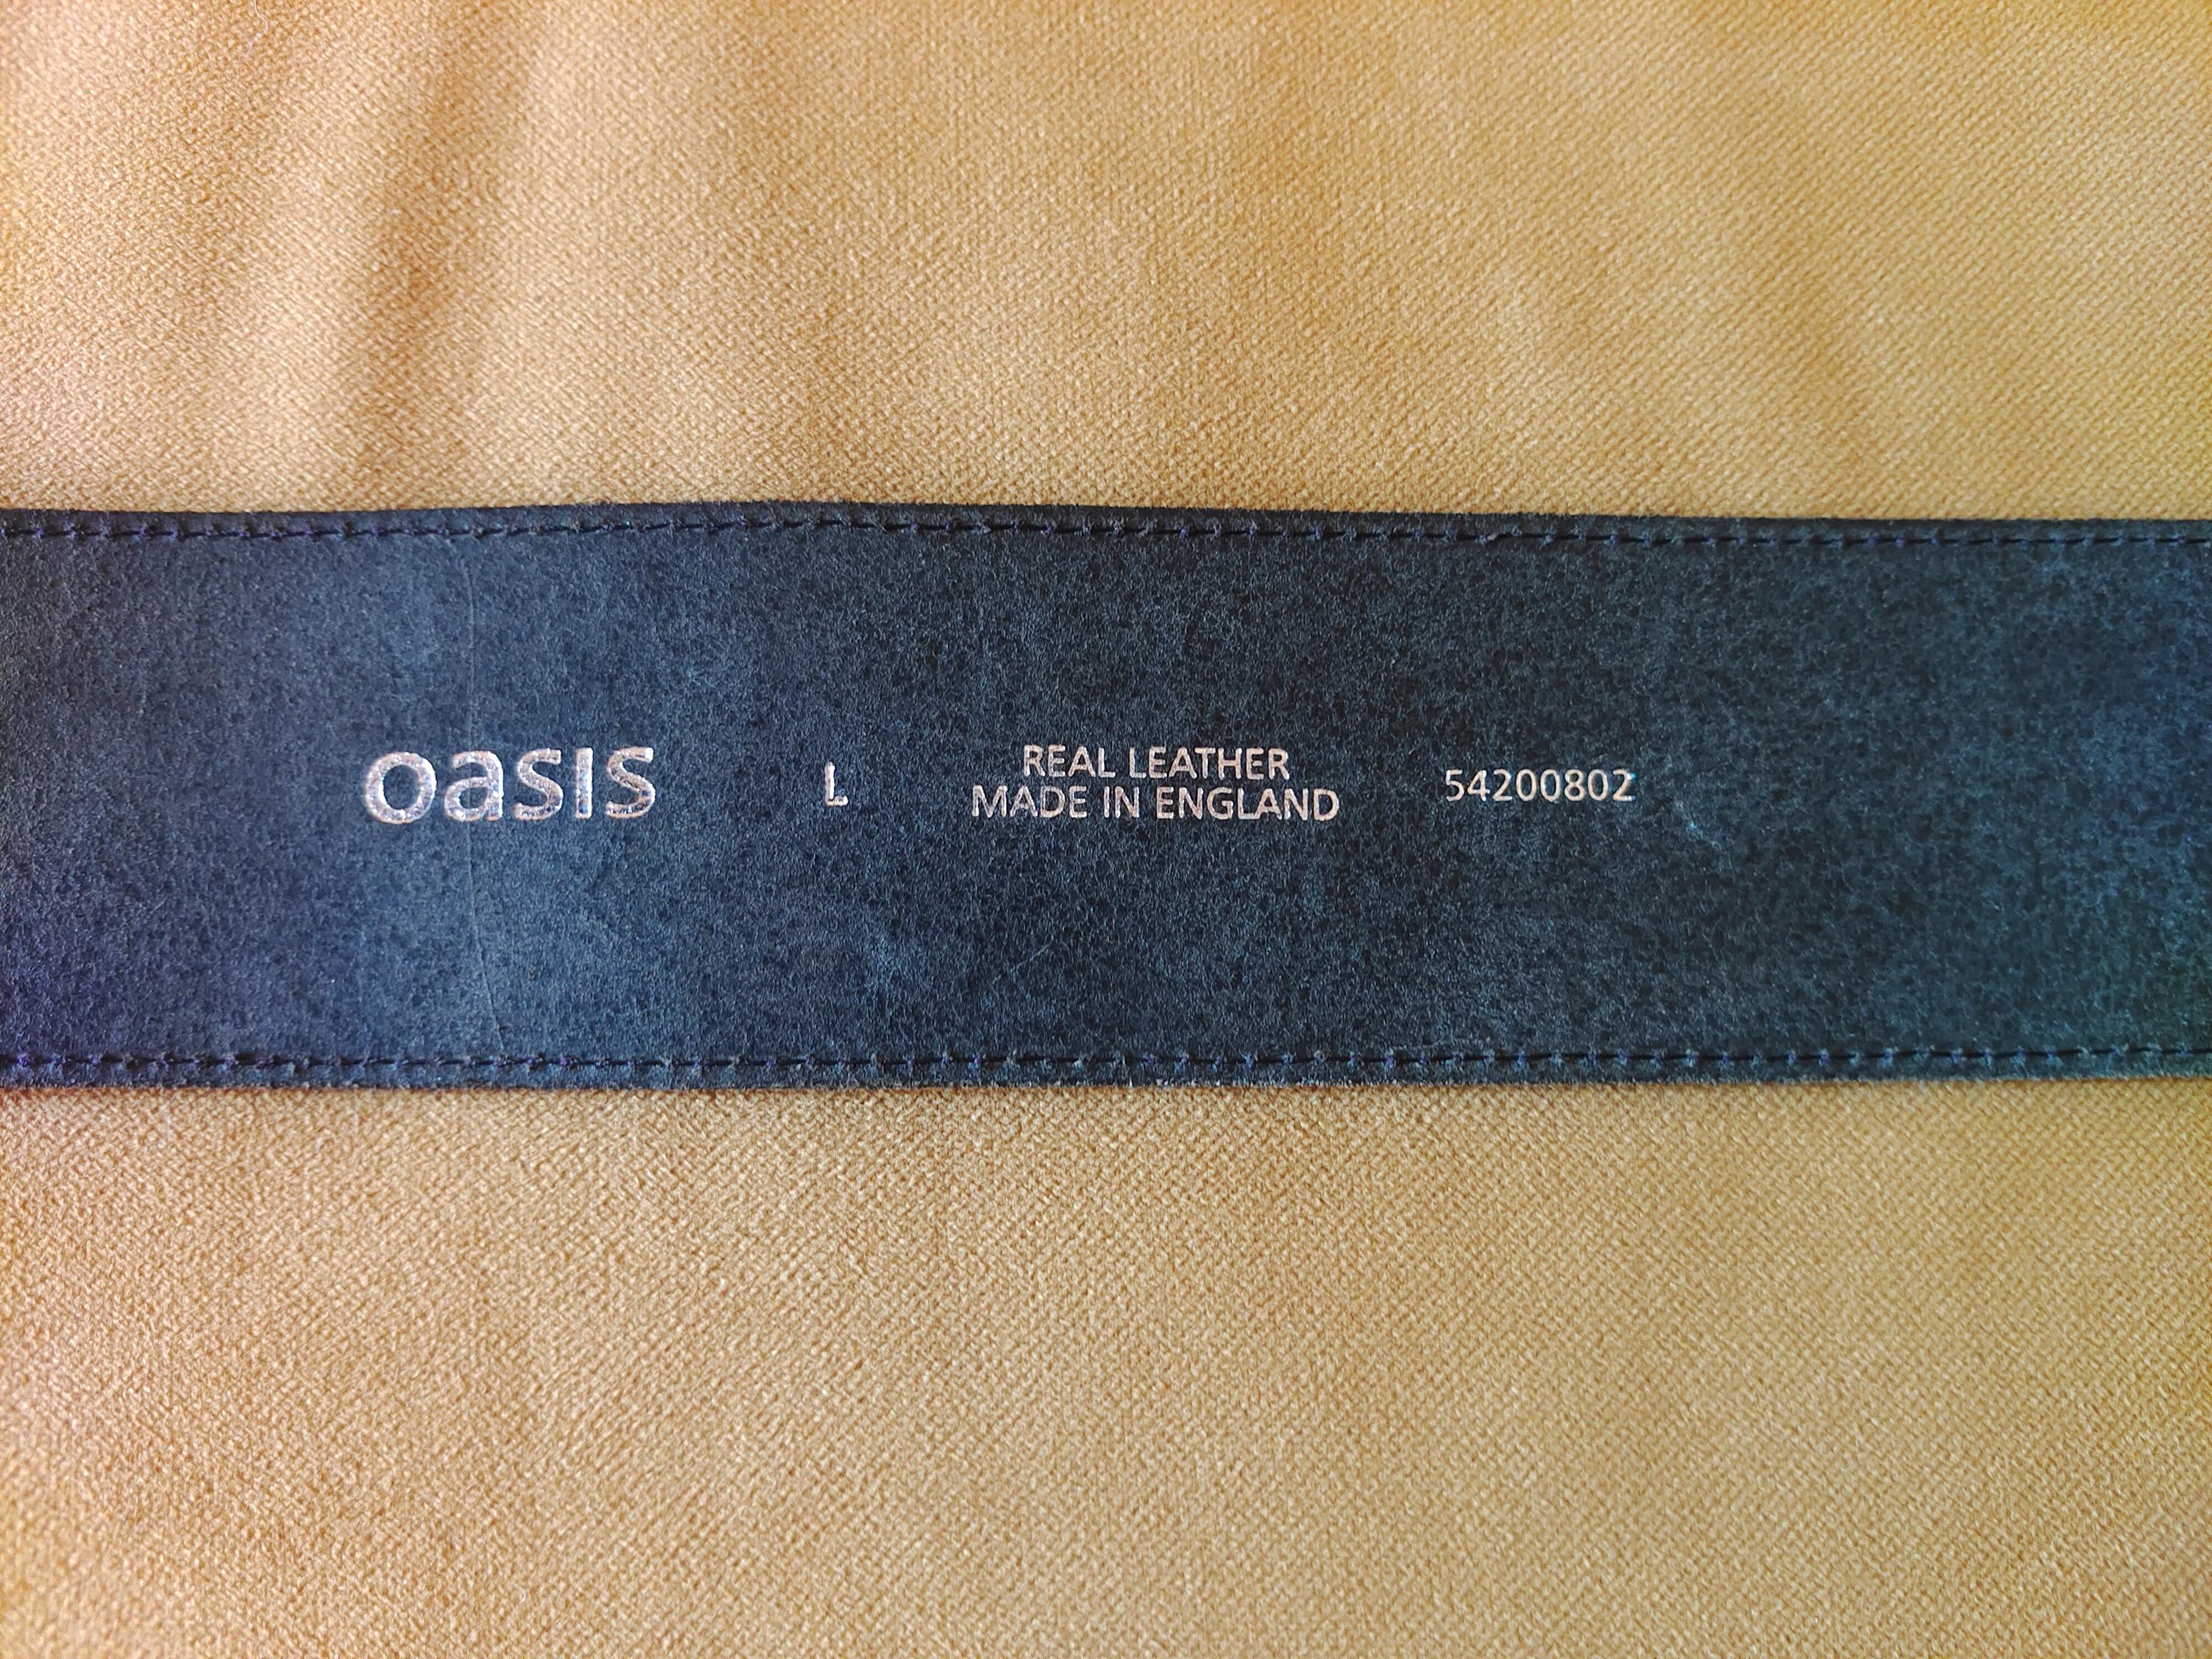 oasis
L
REAL LEATHER
MADE IN ENGLAND
54200802